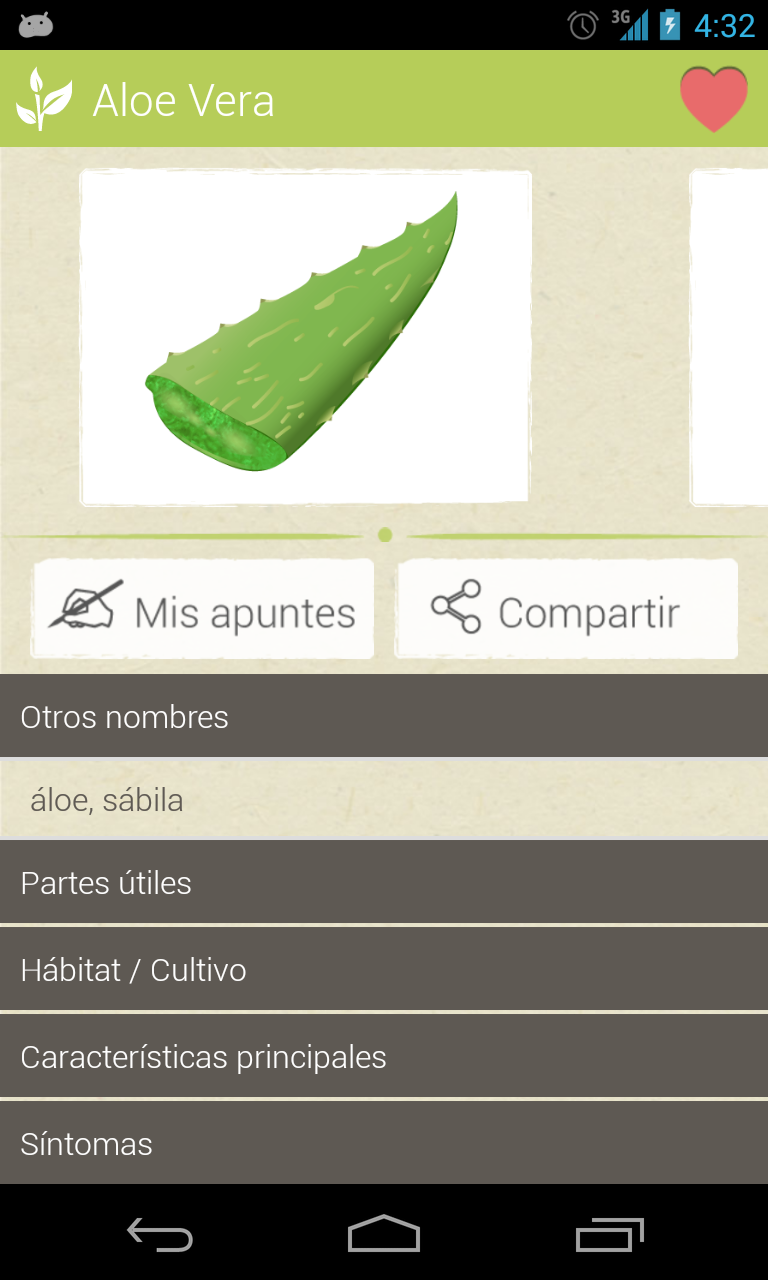 3G 4:32
Aloe Vera
Mis apuntes
Compartir
Otros nombres
áloe, sábila
Partes útiles
Hábitat / Cultivo
Características principales
Síntomas